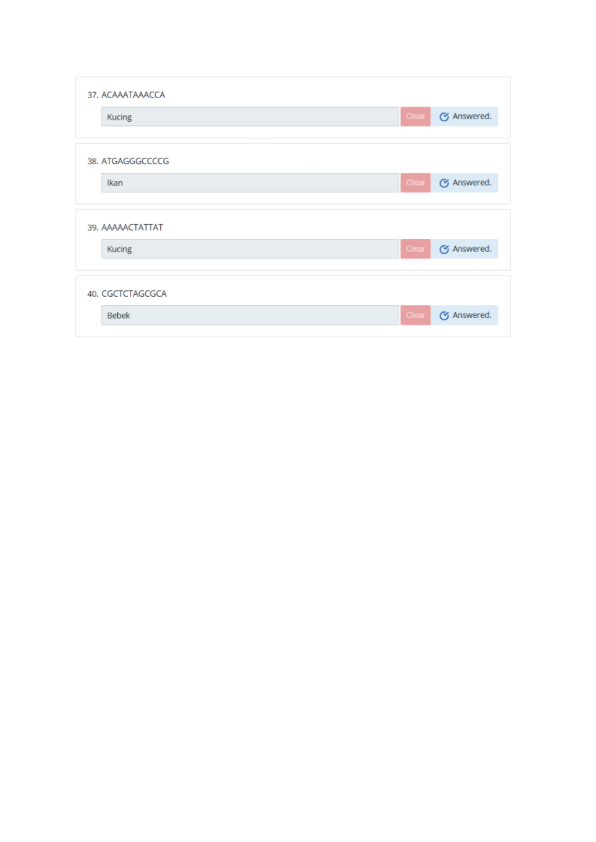 37. ACAAATAAACCA
Kucing Clear Answered.
38. ATGAGGGCCCCG
Ikan Clear Answered.
39. AAAAACTATTAT
Kucing Clear Answered.
40. CGCTCTAGCGCA
Bebek Clear Answered.